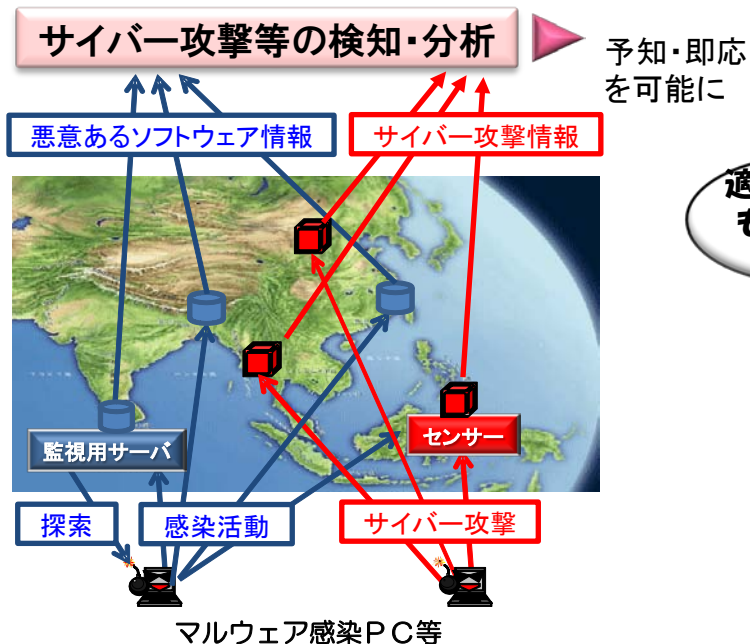 サイバー攻撃等の検知・分析
予知・即応
を可能に
悪意あるソフトウェア情報
サイバー攻撃情報
監視用サーバ
センサー
探索
感染活動
サイバー攻撃
マルウェア感染ＰＣ等